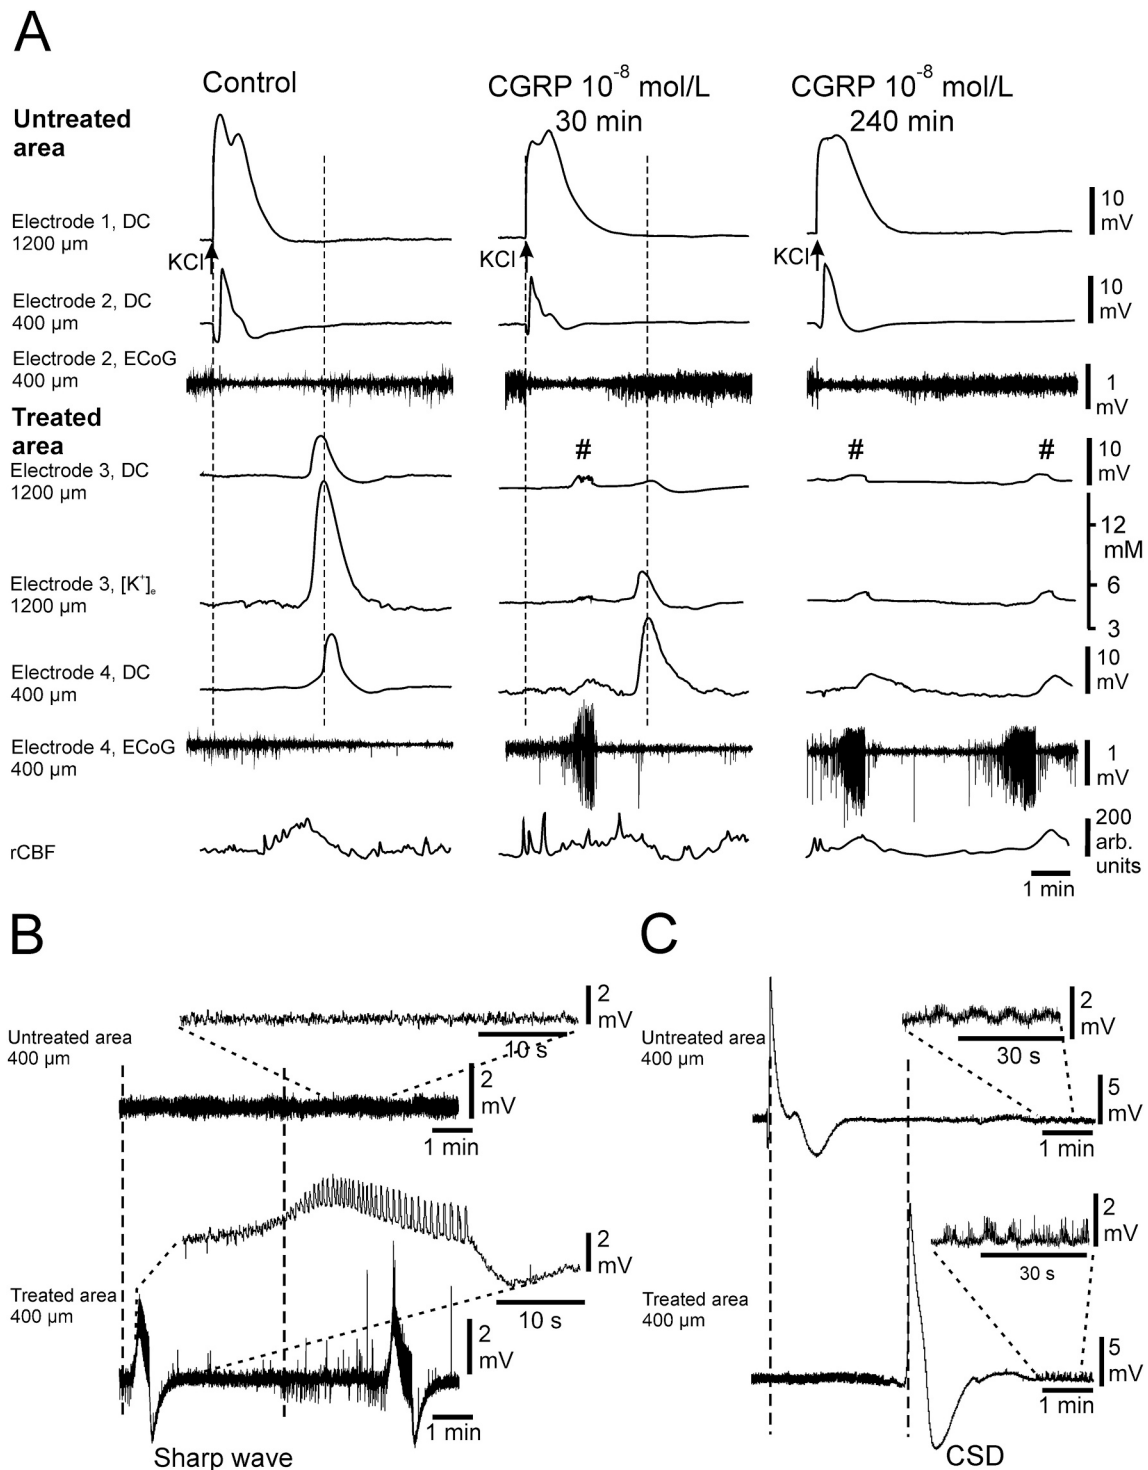 A
Control
CGRP 10⁻⁸ mol/L
30 min
CGRP 10⁻⁸ mol/L
240 min
Untreated
area
Electrode 1, DC
1200 µm
10
mV
KCl
KCl
KCl
Electrode 2, DC
400 µm
10
mV
Electrode 2, ECoG
400 µm
1
mV
Treated
area
#
#
#
Electrode 3, DC
1200 µm
10
mV
12
mM
Electrode 3, [K⁺]ₑ
1200 µm
6
3
Electrode 4, DC
400 µm
10
mV
Electrode 4, ECoG
400 µm
1
mV
rCBF
200
arb.
units
1 min
B
2
mV
10 s
Untreated area
400 µm
2
mV
1 min
2
mV
10 s
Treated area
400 µm
2
mV
1 min
Sharp wave
C
2
mV
30 s
Untreated area
400 µm
5
mV
1 min
2
mV
30 s
Treated area
400 µm
5
mV
1 min
CSD